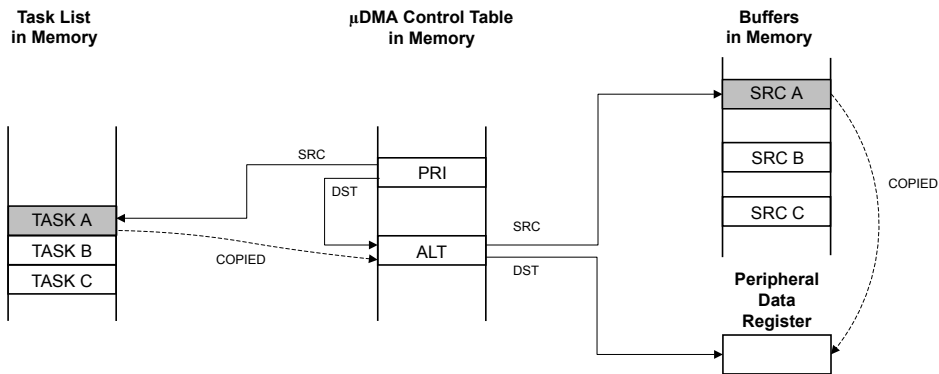 Task List
in Memory
μDMA Control Table
in Memory
Buffers
in Memory
SRC A
SRC B
SRC C
COPIED
SRC
PRI
DST
TASK A
TASK B
TASK C
COPIED
ALT
SRC
DST
Peripheral
Data
Register